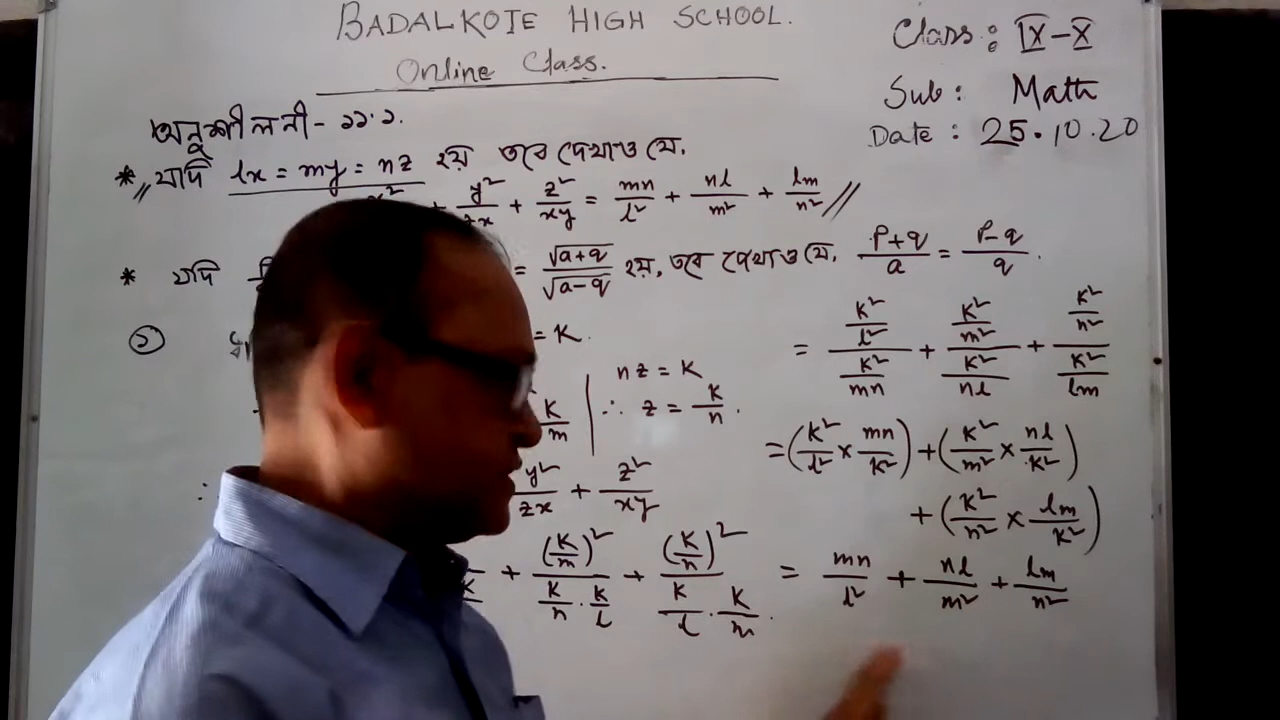 BADALKOTE HIGH SCHOOL.
Online Class.
Class : IX-X
Sub : Math
Date : 25.10.20
অনুশীলনী - ১১.১.
* যদি lx = my = nz হয় তবে দেখাও যে,
x² + y²/zx + z²/xy = mn/l² + nl/m² + lm/n² //
* যদি = √a+q / √a-q হয়, তবে দেখাও যে, P+q/a = P-q/q .
১ = K.
K/m
nz = K
∴ z = K/n .
: y²/zx + z²/xy
+ (K/m)² / K/n . K/l + (K/n)² / K/l . K/m .
= K²/l² / K²/mn + K²/m² / K²/nl + K²/n² / K²/lm
= (K²/l² × mn/K²) + (K²/m² × nl/K²)
+ (K²/n² × lm/K²)
= mn/l² + nl/m² + lm/n²